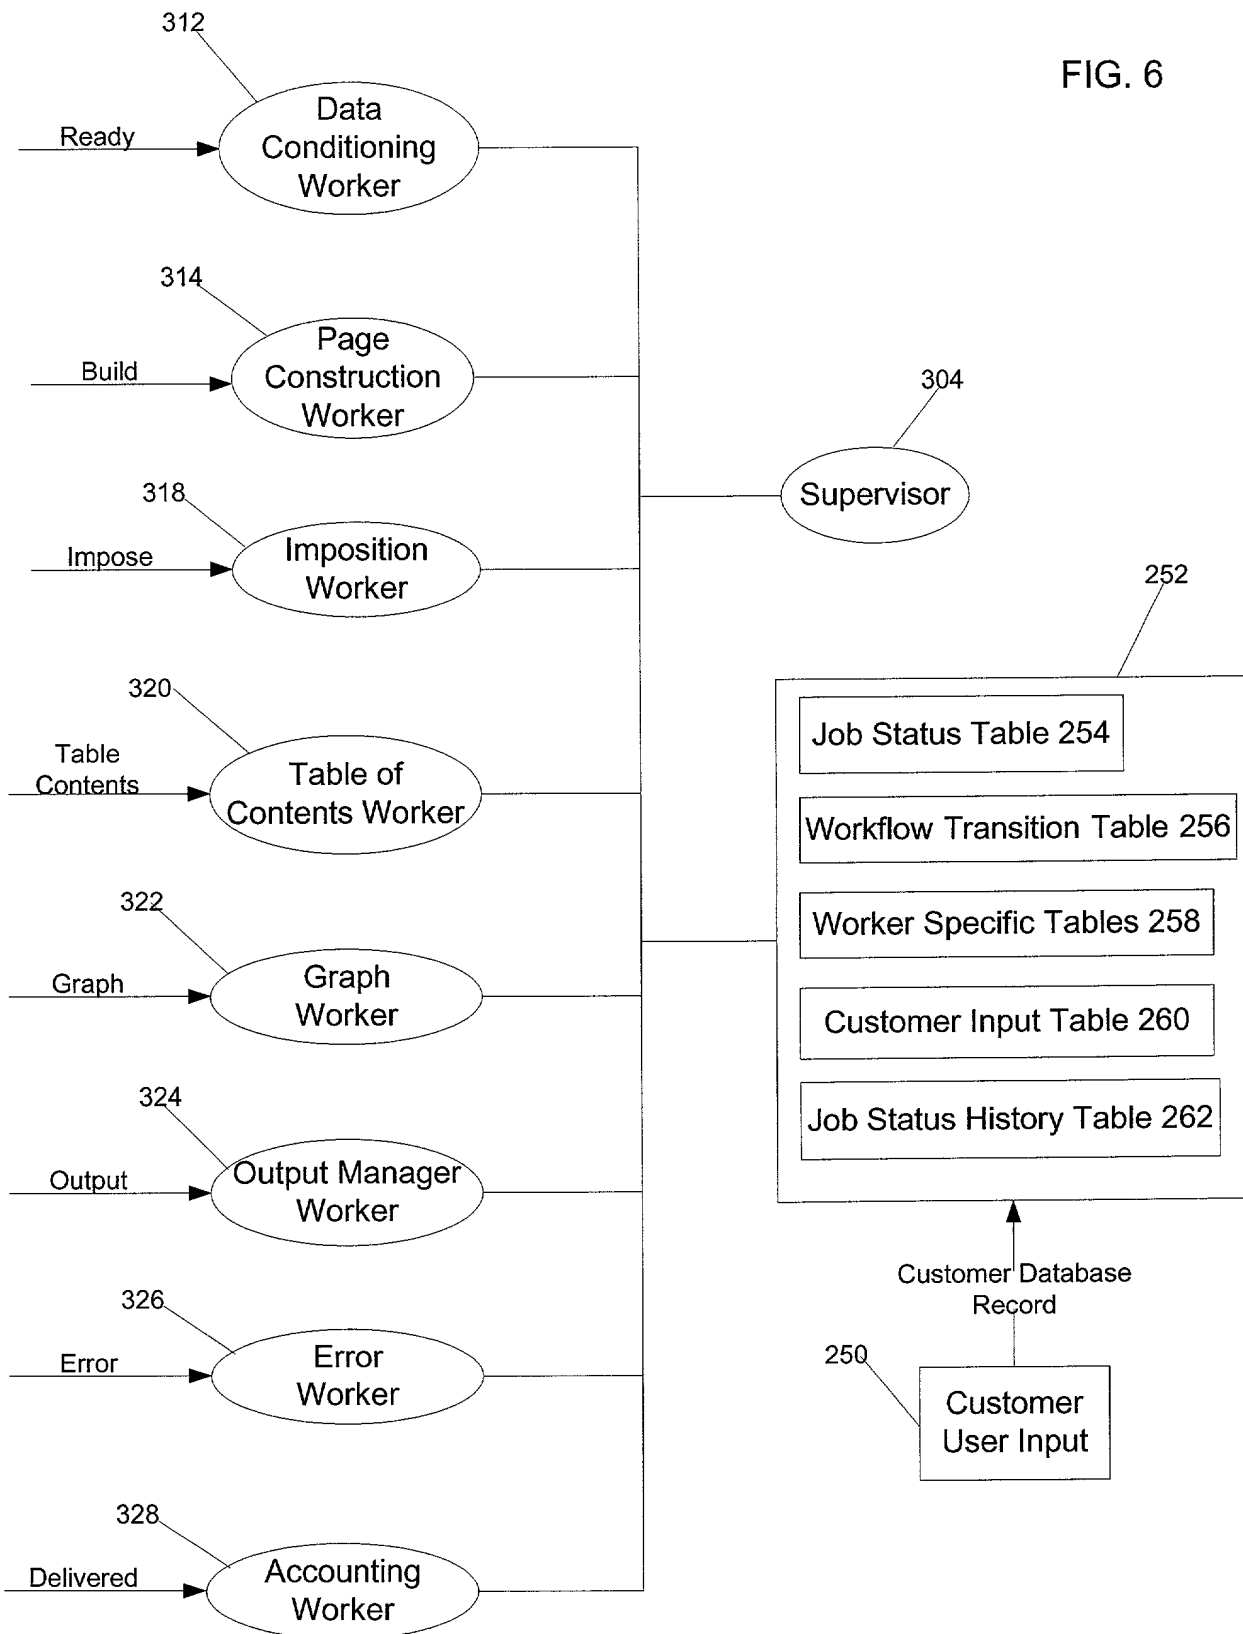 312
FIG. 6
Data
Conditioning
Worker
Ready
314
Page
Construction
Worker
Build
304
Supervisor
318
Imposition
Worker
Impose
252
320
Table
Contents
Table of
Contents Worker
Job Status Table 254
Workflow Transition Table 256
Worker Specific Tables 258
Customer Input Table 260
Job Status History Table 262
322
Graph
Graph
Worker
324
Output
Output Manager
Worker
Customer Database
Record
326
Error
Error
Worker
250
Customer
User Input
328
Delivered
Accounting
Worker